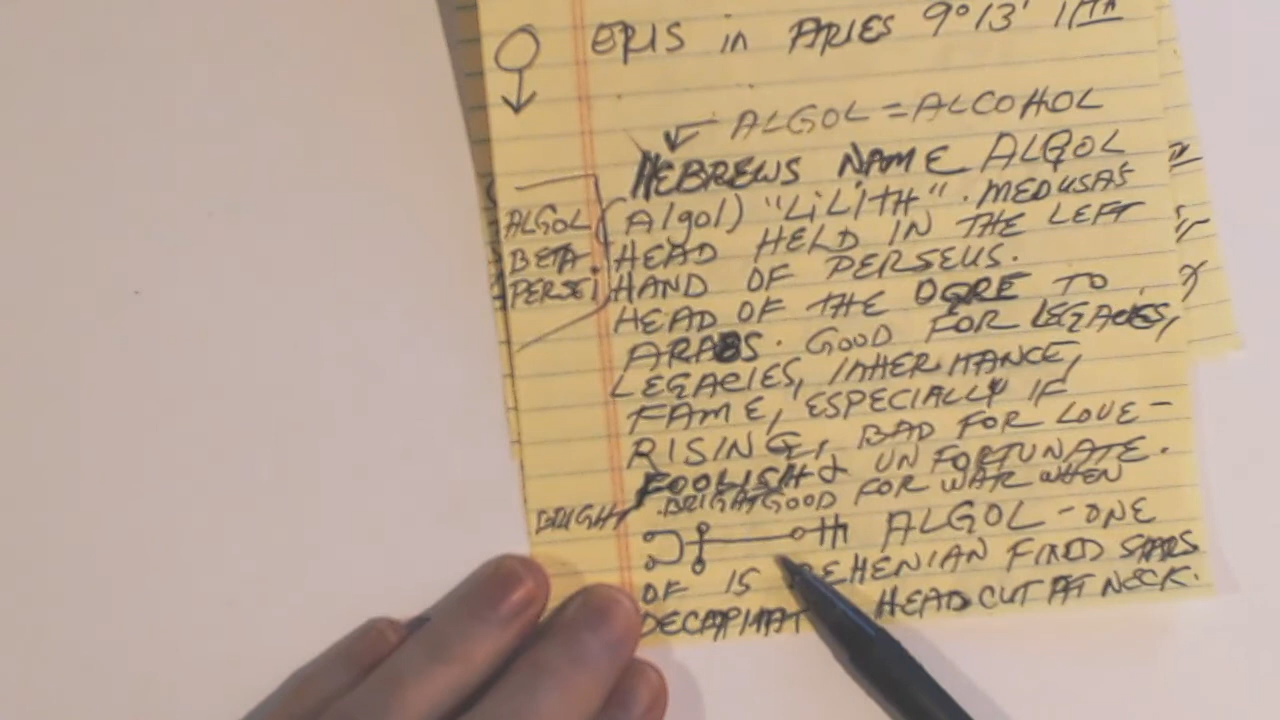 ERIS in ARIES 9°13' 11TH
ALGOL = ALCOHOL
HEBREWS NAME ALGOL
(Algol) "LiLITH". MEDUSA'S
HEAD HELD IN THE LEFT
HAND OF PERSEUS.
HEAD OF THE OGRE TO
ARABS. GOOD FOR LEGACIES,
LEGACIES, INHERITANCE,
FAME, ESPECIALLY IF
RISING, BAD FOR LOVE-
FOOLISH & UNFORTUNATE.
BRIGHT GOOD FOR WAR WHEN
BRIGHT
ALGOL - ONE
OF 15 BEHENIAN FIXED STARS
HEAD CUT AT NECK.
ALGOL
BETA
PERSEi